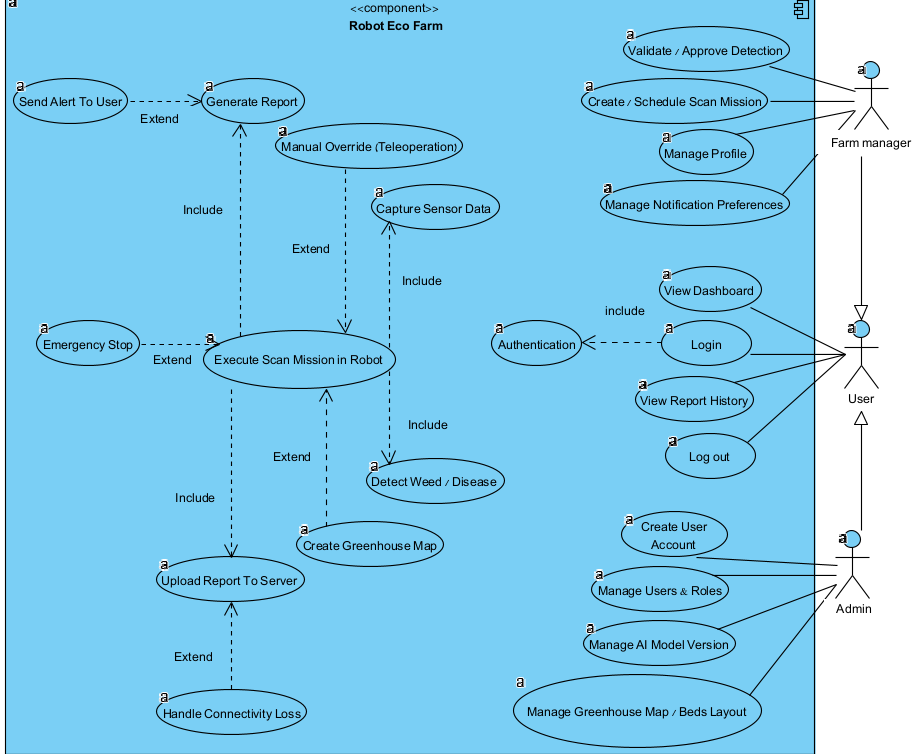 <<component>>
Robot Eco Farm
a
a
Validate / Approve Detection
a
Send Alert To User
a
Generate Report
Extend
a
Create / Schedule Scan Mission
a
Farm manager
a
Manual Override (Teleoperation)
a
Manage Profile
a
Capture Sensor Data
a
Manage Notification Preferences
Include
Extend
Include
a
View Dashboard
include
a
Emergency Stop
Extend
a
Execute Scan Mission in Robot
a
Authentication
a
Login
a
User
a
View Report History
Include
Extend
a
Log out
a
Detect Weed / Disease
Include
a
Create Greenhouse Map
a
Create User
Account
a
Admin
a
Upload Report To Server
a
Manage Users & Roles
Extend
a
Manage AI Model Version
a
Handle Connectivity Loss
a
Manage Greenhouse Map / Beds Layout